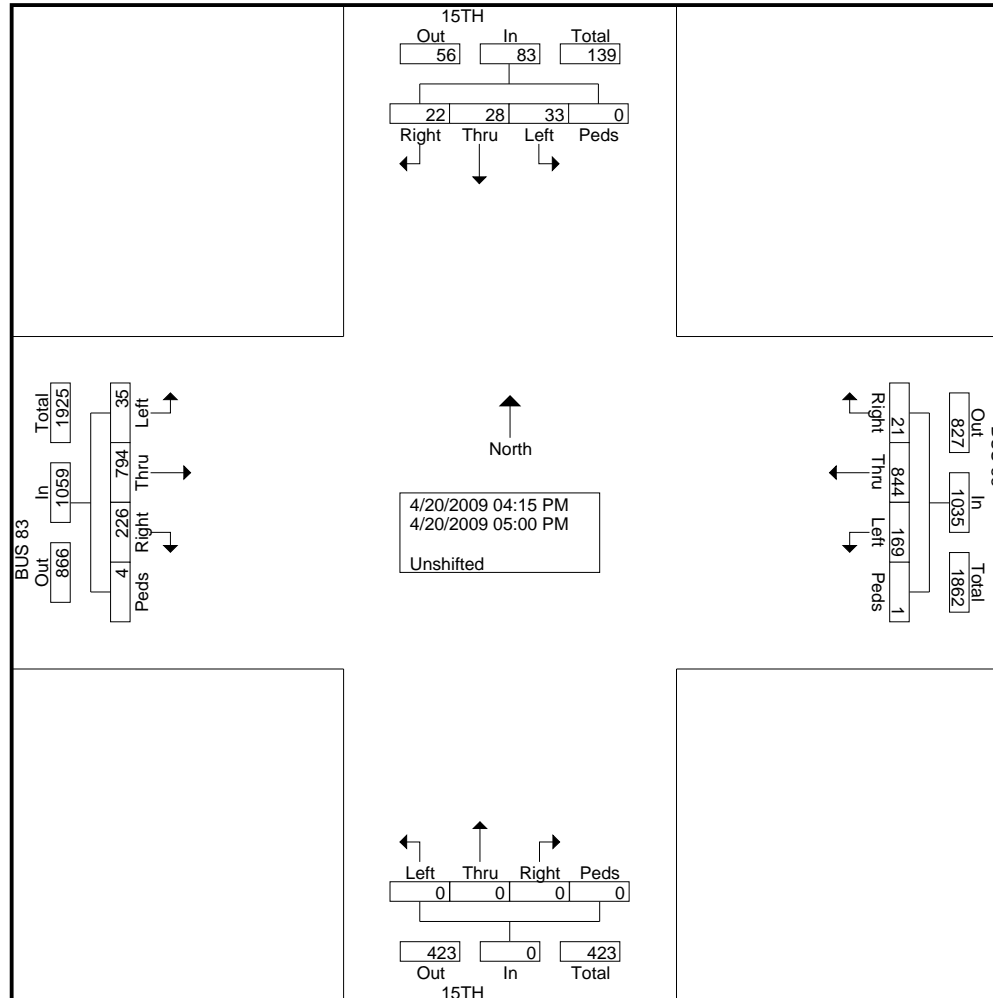 15TH
Out In Total
56 83 139
22 28 33 0
Right Thru Left Peds
Total In Out
1925 1059 866
BUS 83
35 794 226 4
Left Thru Right Peds
North
4/20/2009 04:15 PM
4/20/2009 05:00 PM
Unshifted
Right Thru Left Peds
21 844 169 1
Out In Total
827 1035 1862
Left Thru Right Peds
0 0 0 0
423 0 423
Out In Total
15TH